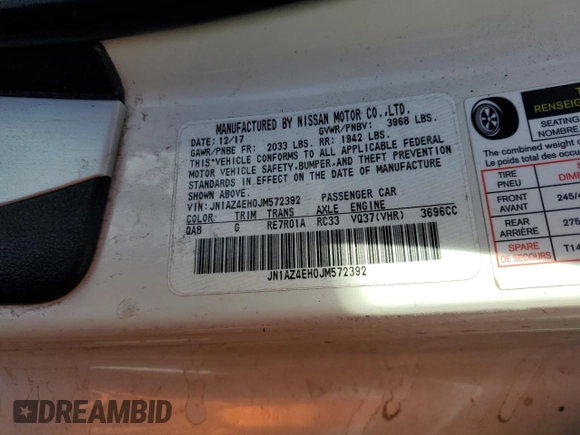 MANUFACTURED BY NISSAN MOTOR CO.,LTD.
DATE: 12/17 GVWR/PNBV: 3968 LBS.
GAWR/PNBE FR: 2033 LBS. RR: 1942 LBS.
THIS VEHICLE CONFORMS TO ALL APPLICABLE FEDERAL
MOTOR VEHICLE SAFETY,BUMPER,AND THEFT PREVENTION
STANDARDS IN EFFECT ON THE DATE OF MANUFACTURE
SHOWN ABOVE.
VIN: JN1AZ4EH0JM572392 PASSENGER CAR
COLOR TRIM TRANS AXLE ENGINE
QAB G RE7R01A RC33 VQ37(VHR) 3696CC
JN1AZ4EH0JM572392
RENSEIG
SEATING
NOMBRE
The combined weight o
Le poids total des occu
TIRE
PNEU
DIME
FRONT
AVANT
245/4
REAR
ARRIÈRE
275
SPARE
DE SECOURS
T14
DREAMBID